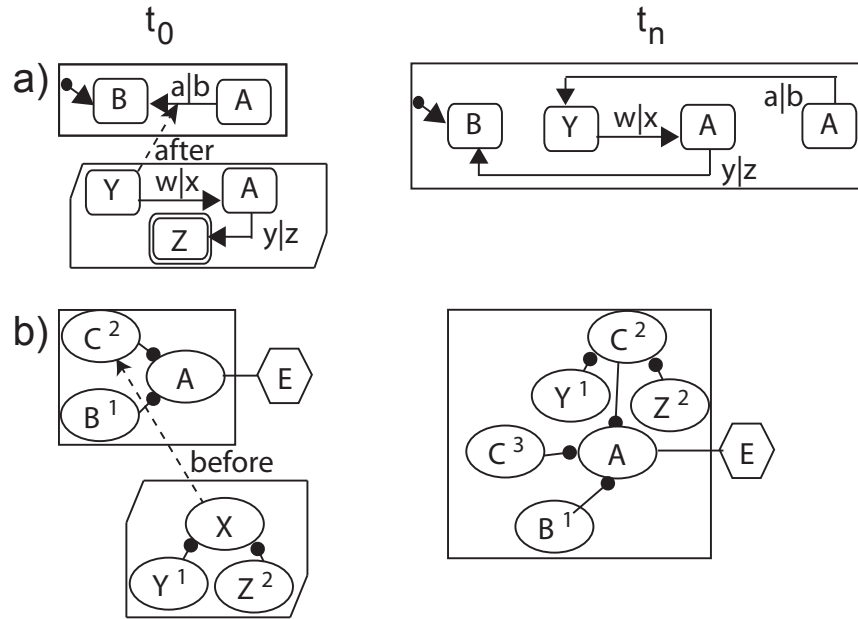 t0 tn
a)
B a|b A
after
Y w|x A
Z y|z
B Y w|x A a|b A
y|z
b)
C 2
A E
B 1
before
X
Y 1 Z 2
C 2
Y 1 Z 2
C 3 A E
B 1